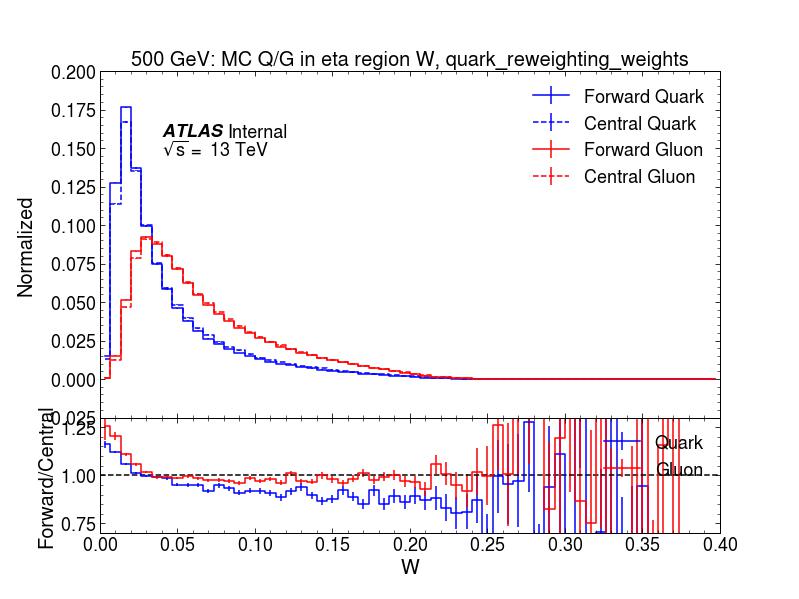 500 GeV: MC Q/G in eta region W, quark_reweighting_weights
0.200
0.175
0.150
0.125
0.100
0.075
0.050
0.025
0.000
0.025
Normalized
ATLAS Internal
√s = 13 TeV
Forward Quark
Central Quark
Forward Gluon
Central Gluon
1.25
1.00
0.75
Forward/Central
Quark
Gluon
0.00 0.05 0.10 0.15 0.20 0.25 0.30 0.35 0.40
W